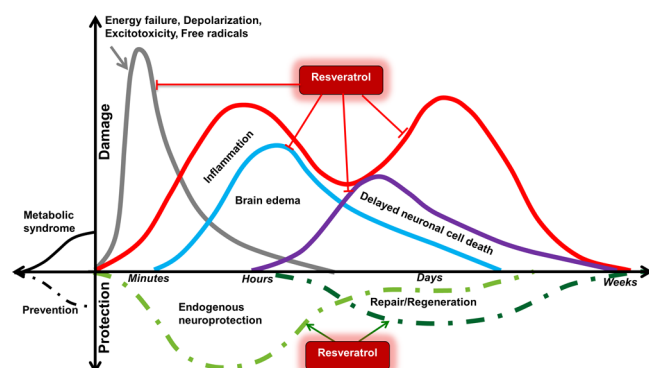 Energy failure, Depolarization,
Excitotoxicity, Free radicals
Resveratrol
Damage
Inflammation
Brain edema
Delayed neuronal cell death
Metabolic
syndrome
Minutes
Hours
Days
Weeks
Prevention
Protection
Endogenous
neuroprotection
Repair/Regeneration
Resveratrol